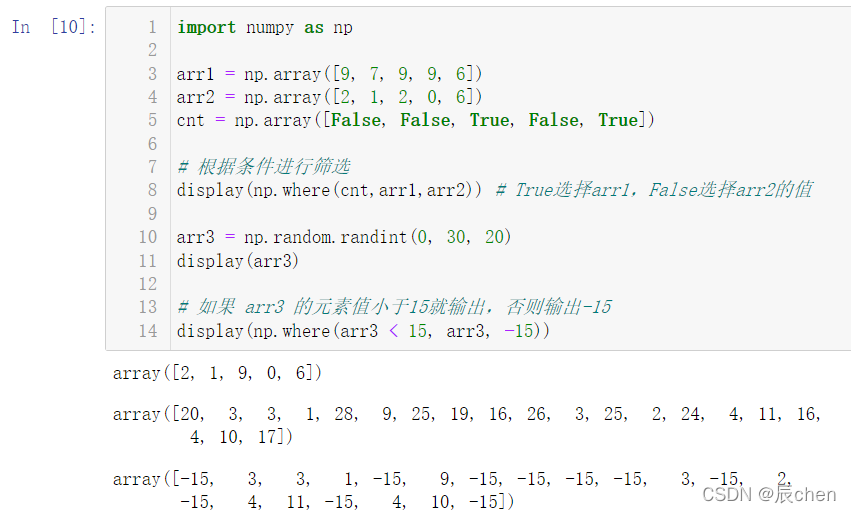 In [10]:
1 import numpy as np
2
3 arr1 = np.array([9, 7, 9, 9, 6])
4 arr2 = np.array([2, 1, 2, 0, 6])
5 cnt = np.array([False, False, True, False, True])
6
7 # 根据条件进行筛选
8 display(np.where(cnt,arr1,arr2)) # True选择arr1，False选择arr2的值
9
10 arr3 = np.random.randint(0, 30, 20)
11 display(arr3)
12
13 # 如果 arr3 的元素值小于15就输出，否则输出-15
14 display(np.where(arr3 < 15, arr3, -15))
array([2, 1, 9, 0, 6])
array([20, 3, 3, 1, 28, 9, 25, 19, 16, 26, 3, 25, 2, 24, 4, 11, 16,
4, 10, 17])
array([-15, 3, 3, 1, -15, 9, -15, -15, -15, -15, 3, -15, 2,
-15, 4, 11, -15, 4, 10, -15])
CSDN @辰chen